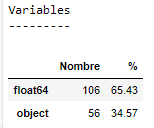 Variables
---------
Nombre %
float64 106 65.43
object 56 34.57